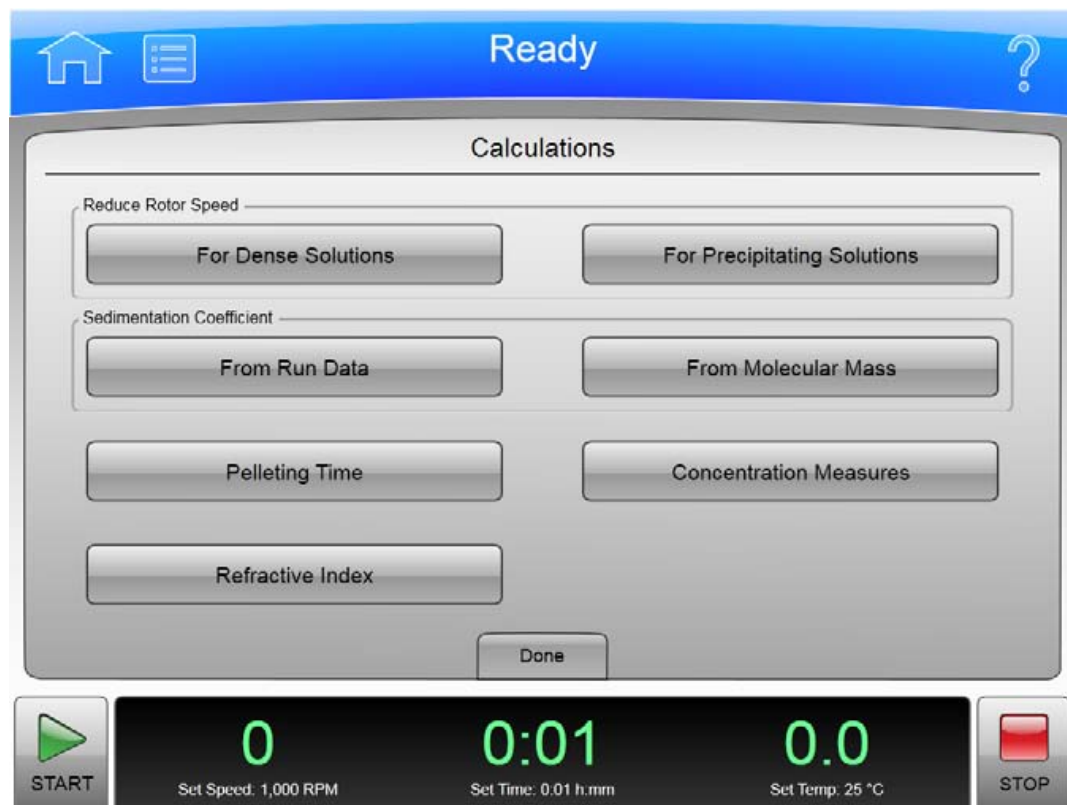 Ready
Calculations
Reduce Rotor Speed
For Dense Solutions
For Precipitating Solutions
Sedimentation Coefficient
From Run Data
From Molecular Mass
Pelleting Time
Concentration Measures
Refractive Index
Done
START
0
Set Speed: 1,000 RPM
0:01
Set Time: 0.01 h:mm
0.0
Set Temp: 25 °C
STOP